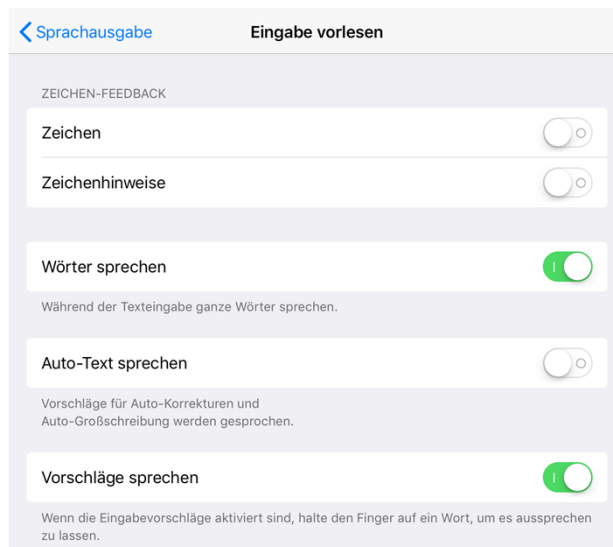 Sprachausgabe Eingabe vorlesen
ZEICHEN-FEEDBACK
Zeichen
Zeichenhinweise
Wörter sprechen
Während der Texteingabe ganze Wörter sprechen.
Auto-Text sprechen
Vorschläge für Auto-Korrekturen und
Auto-Großschreibung werden gesprochen.
Vorschläge sprechen
Wenn die Eingabevorschläge aktiviert sind, halte den Finger auf ein Wort, um es aussprechen
zu lassen.